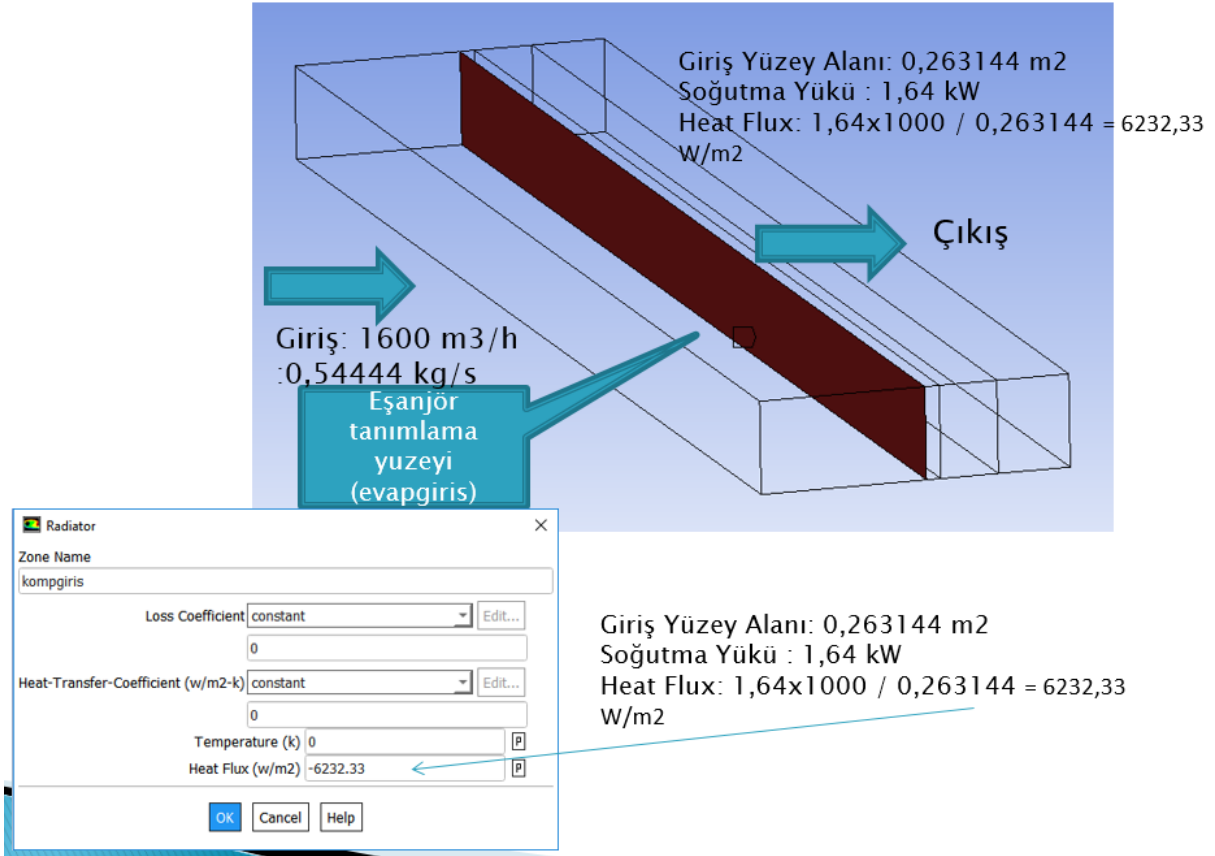 Giriş Yüzey Alanı: 0,263144 m2
Soğutma Yükü : 1,64 kW
Heat Flux: 1,64x1000 / 0,263144 = 6232,33
W/m2
Çıkış
Giriş: 1600 m3/h
:0,54444 kg/s
Eşanjör
tanımlama
yuzeyi
(evapgiris)
Radiator
Zone Name
kompgiris
Loss Coefficient constant Edit...
0
Heat-Transfer-Coefficient (w/m2-k) constant Edit...
0
Temperature (k) 0 P
Heat Flux (w/m2) -6232.33 P
OK Cancel Help
Giriş Yüzey Alanı: 0,263144 m2
Soğutma Yükü : 1,64 kW
Heat Flux: 1,64x1000 / 0,263144 = 6232,33
W/m2